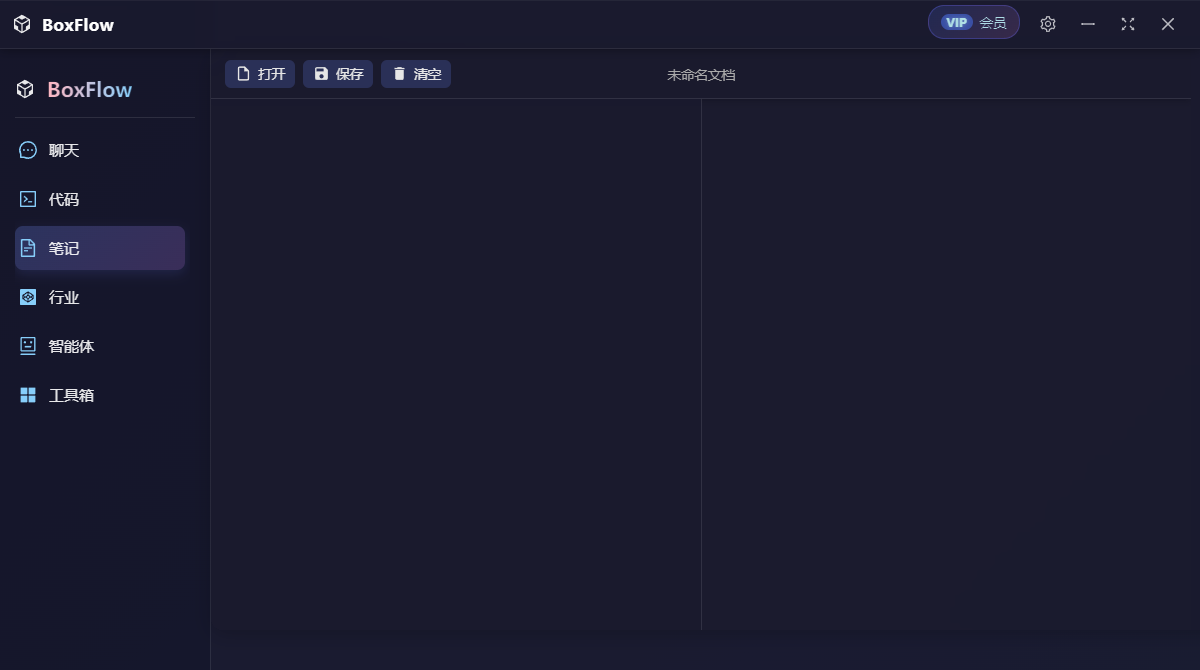 BoxFlow
VIP 会员
BoxFlow
打开 保存 清空
未命名文档
聊天
代码
笔记
行业
智能体
工具箱